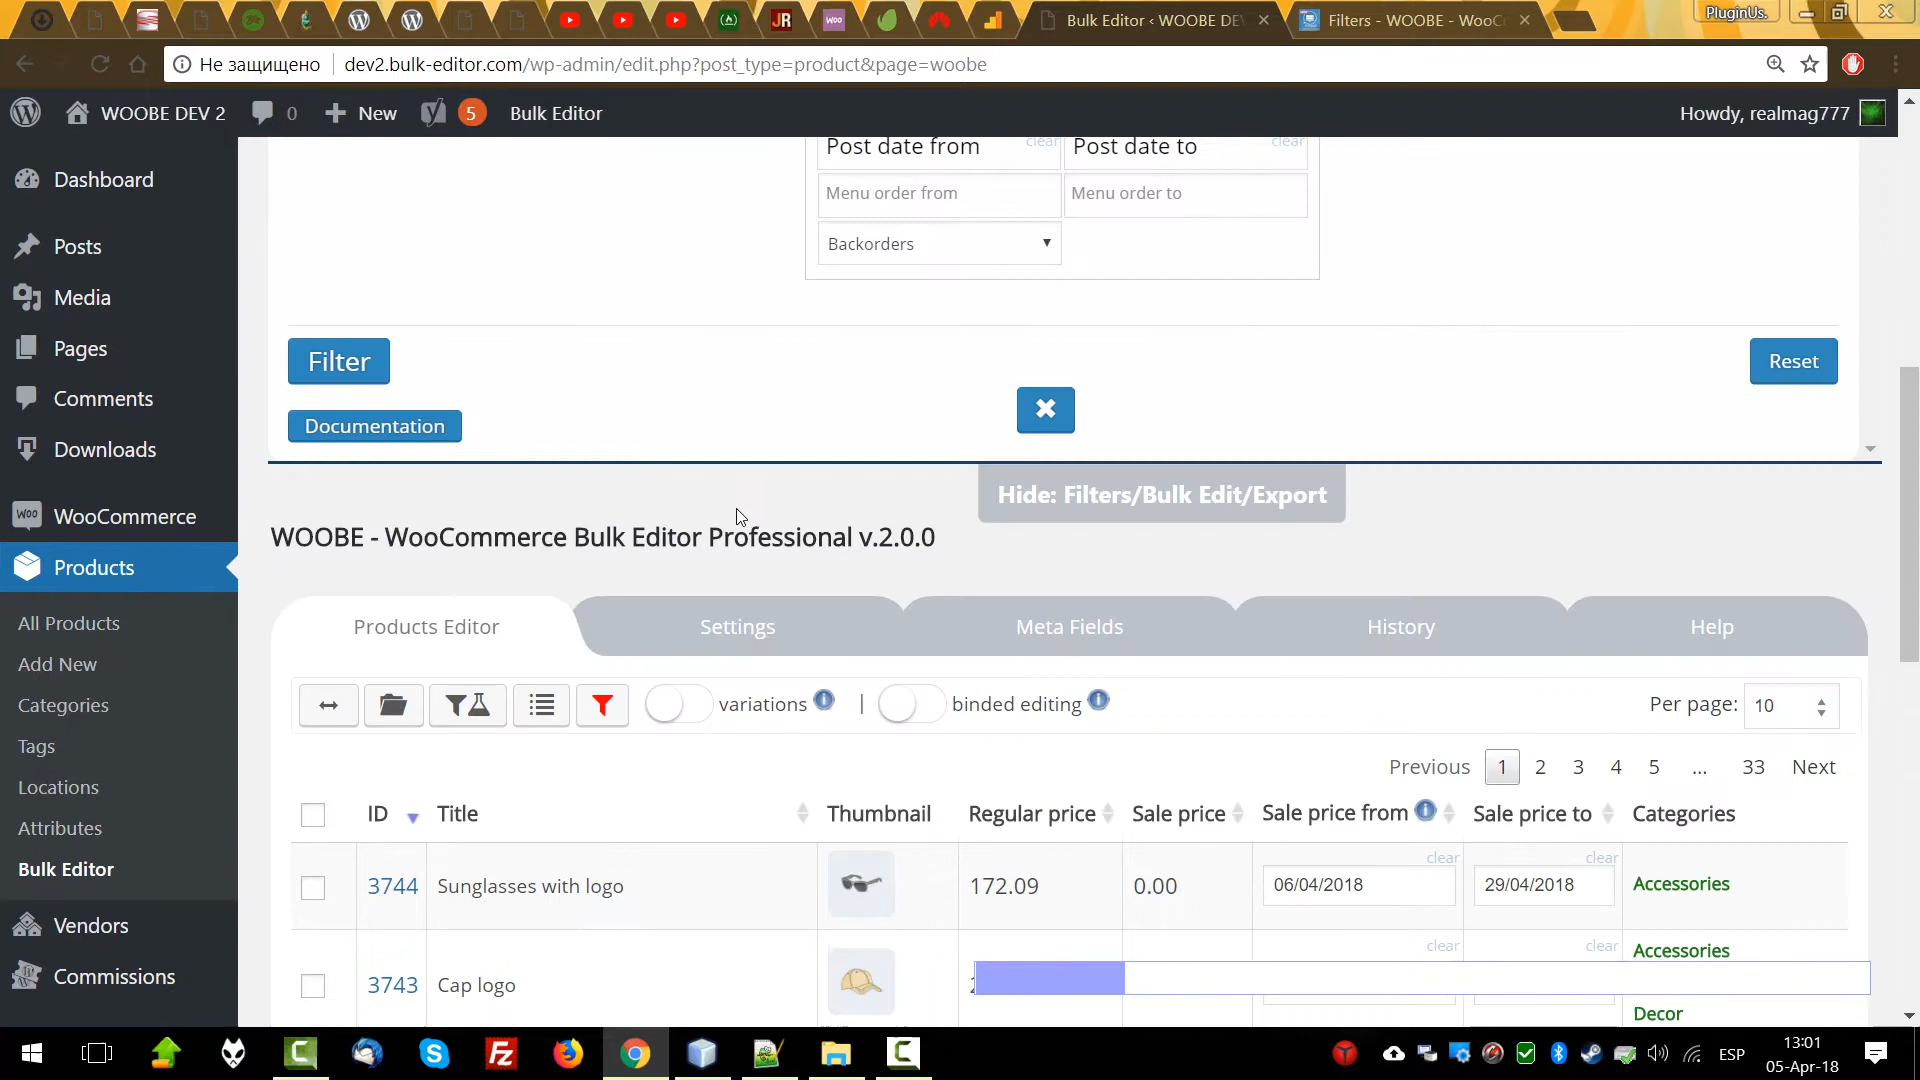 JR
WOO
Bulk Editor ‹ WOOBE DE
Filters - WOOBE - WooC
PluginUs.
Не защищено
dev2.bulk-editor.com/wp-admin/edit.php?post_type=product&page=woobe
WOOBE DEV 2
0
New
5
Bulk Editor
Howdy, realmag777
Dashboard
Posts
Media
Pages
Comments
Downloads
WooCommerce
Products
All Products
Add New
Categories
Tags
Locations
Attributes
Bulk Editor
Vendors
Commissions
Post date from
clear
Post date to
clear
Menu order from
Menu order to
Backorders
Filter
Reset
Documentation
Hide: Filters/Bulk Edit/Export
WOOBE - WooCommerce Bulk Editor Professional v.2.0.0
Products Editor
Settings
Meta Fields
History
Help
variations
|
binded editing
Per page:
10
Previous
1
2
3
4
5
...
33
Next
ID
Title
Thumbnail
Regular price
Sale price
Sale price from
Sale price to
Categories
3744
Sunglasses with logo
172.09
0.00
clear
06/04/2018
clear
29/04/2018
Accessories
3743
Cap logo
clear
clear
Accessories
Decor
ESP
13:01
05-Apr-18